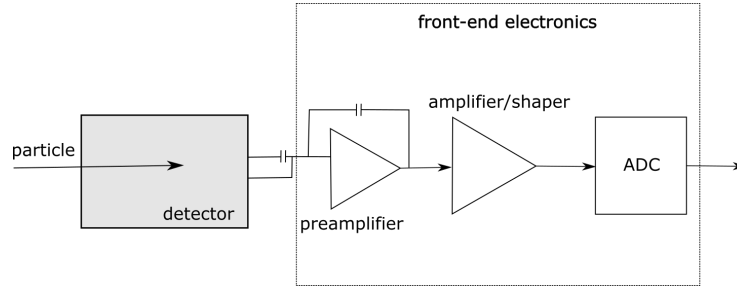 front-end electronics
amplifier/shaper
particle
ADC
detector
preamplifier